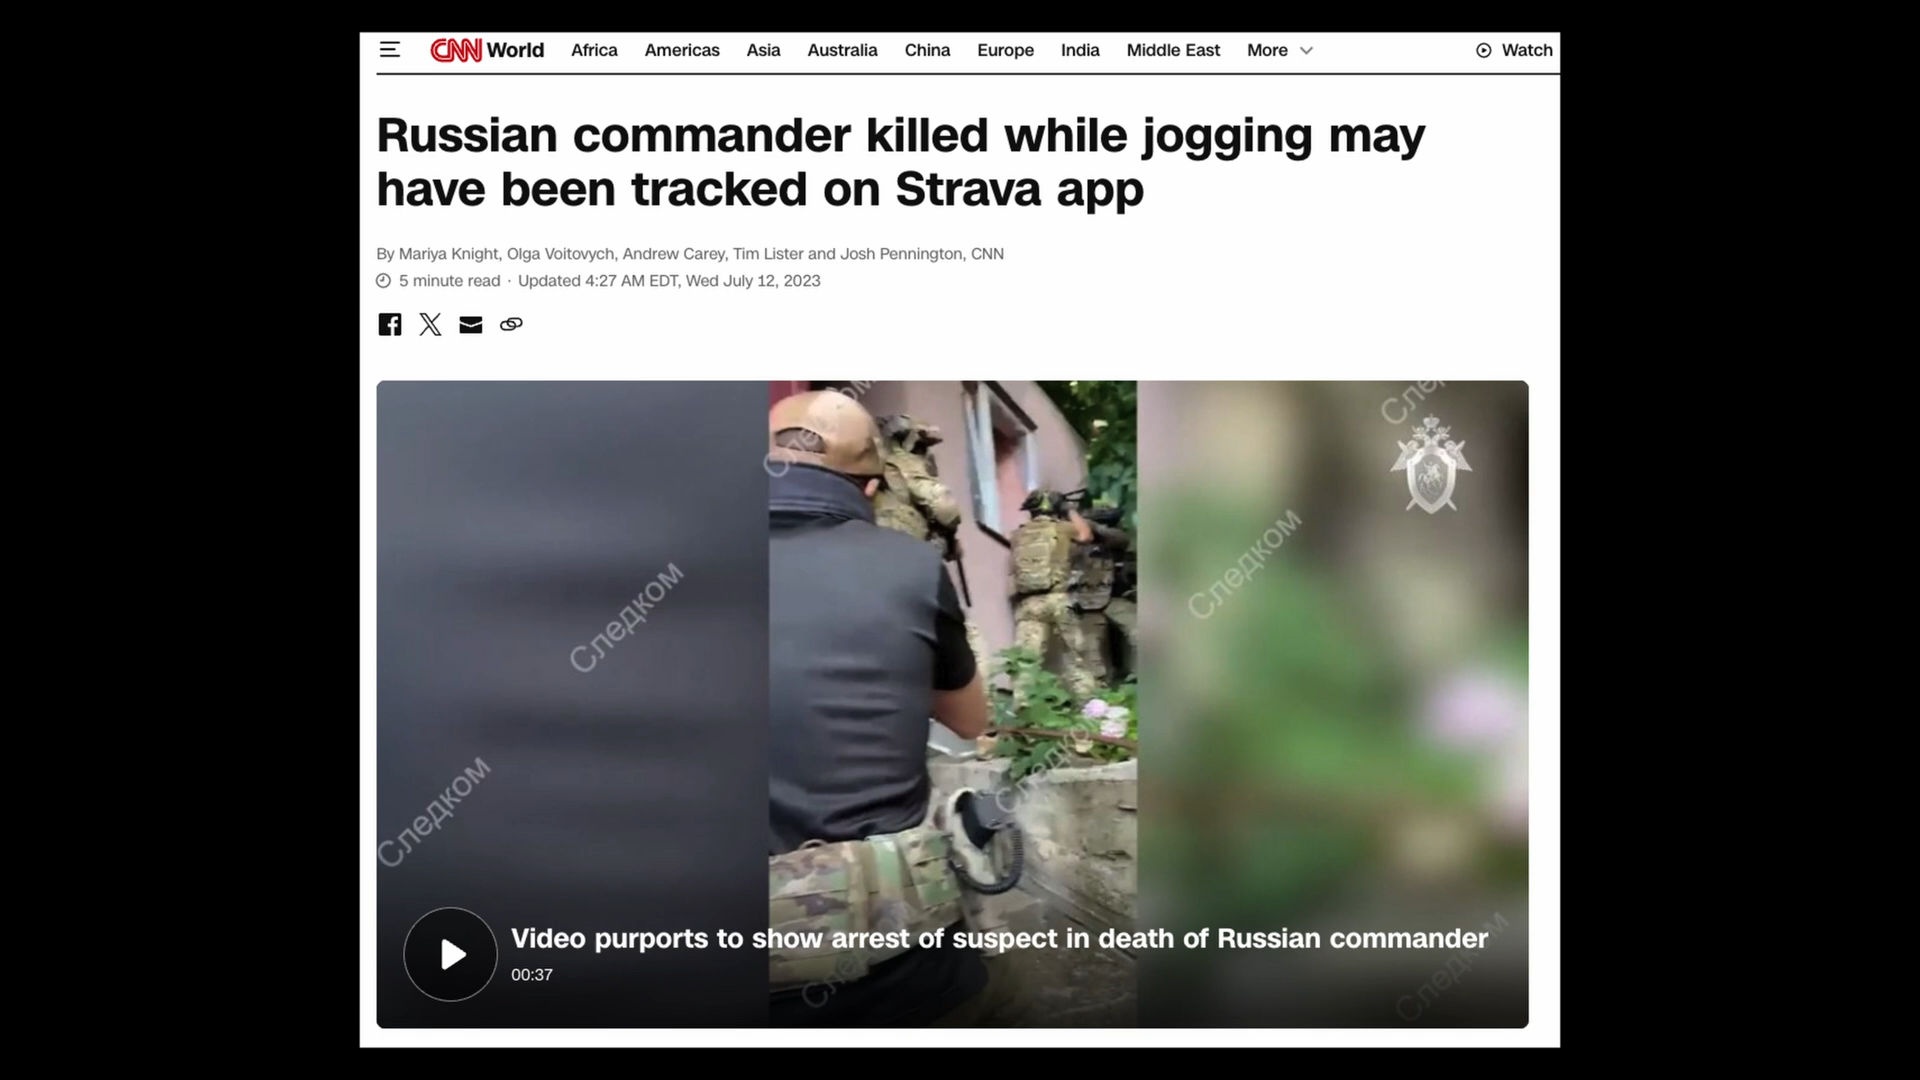 CNN World Africa Americas Asia Australia China Europe India Middle East More Watch
Russian commander killed while jogging may
have been tracked on Strava app
By Mariya Knight, Olga Voitovych, Andrew Carey, Tim Lister and Josh Pennington, CNN
5 minute read · Updated 4:27 AM EDT, Wed July 12, 2023
Следком
Следком
Следком
Video purports to show arrest of suspect in death of Russian commander
00:37